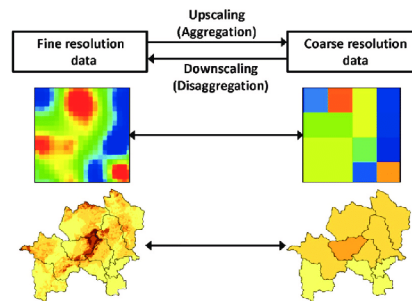 Upscaling
(Aggregation)
Fine resolution
data
Coarse resolution
data
Downscaling
(Disaggregation)